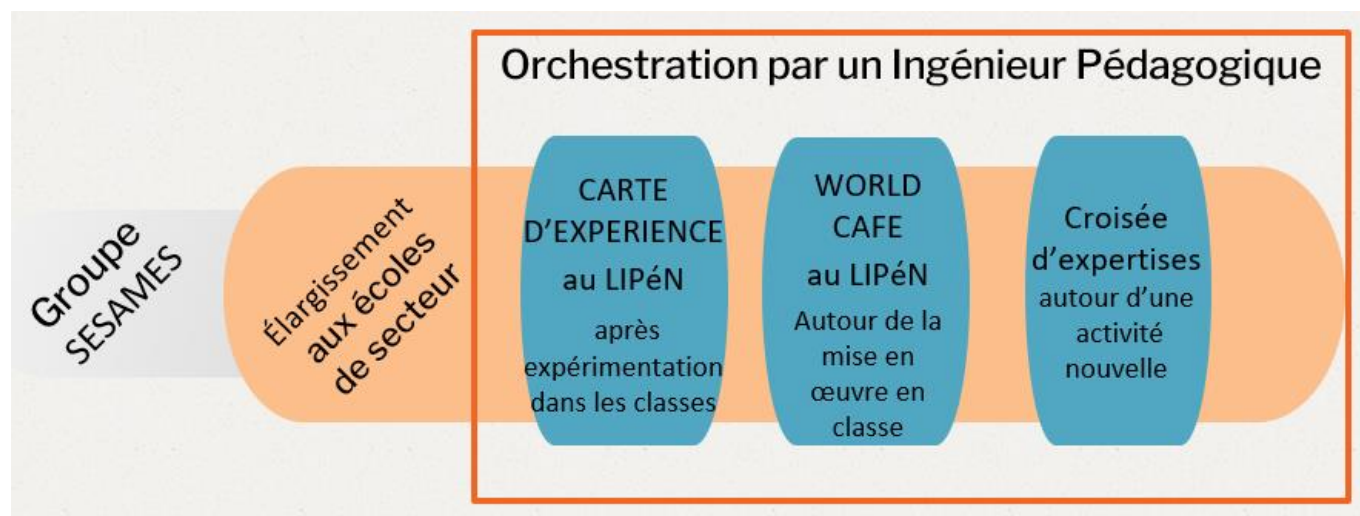 Orchestration par un Ingénieur Pédagogique
Groupe
SESAMES
Élargissement
aux écoles
de secteur
CARTE
D’EXPERIENCE
au LIPéN
après
expérimentation
dans les classes
WORLD
CAFE
au LIPéN
Autour de la
mise en
œuvre en
classe
Croisée
d’expertises
autour d’une
activité
nouvelle